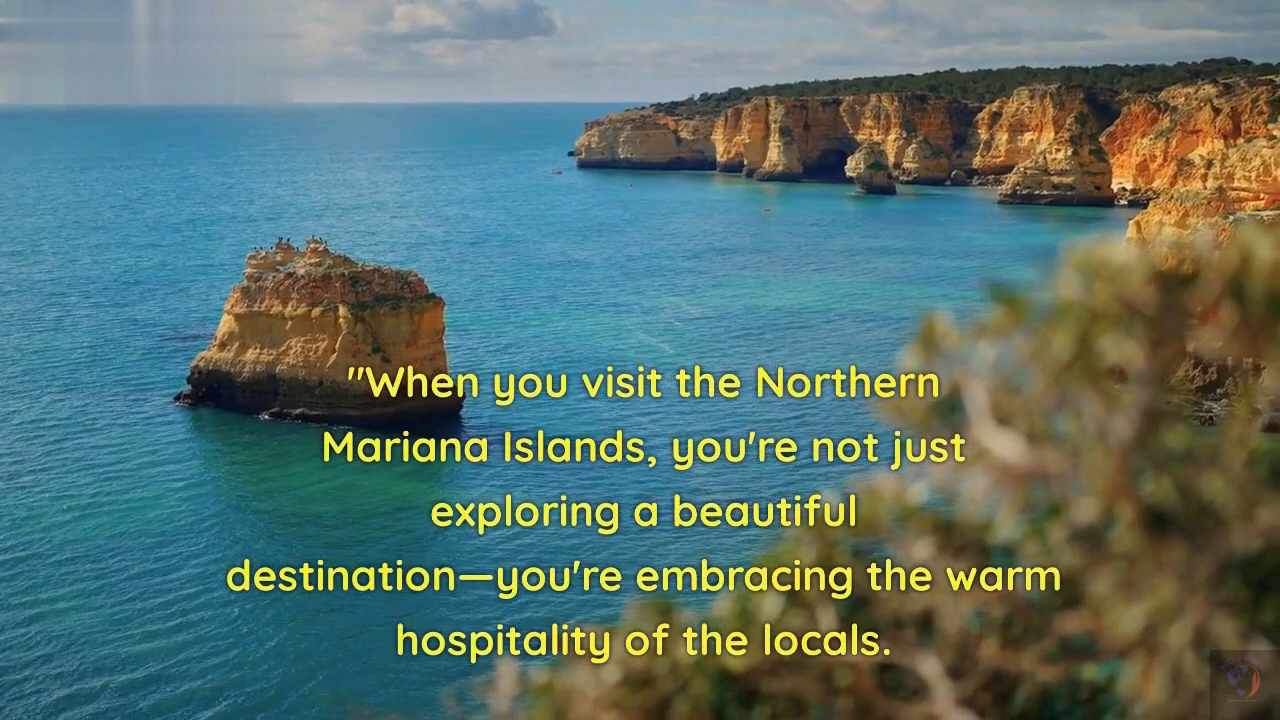 "When you visit the Northern
Mariana Islands, you're not just
exploring a beautiful
destination—you're embracing the warm
hospitality of the locals.